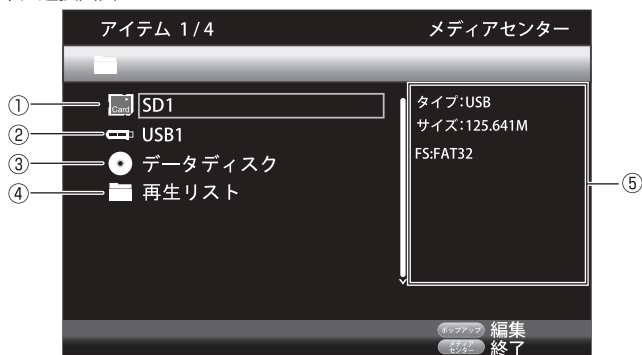 アイテム 1/4 メディアセンター
① Card SD1
② USB1
③ データディスク
④ 再生リスト
タイプ:USB
サイズ:125.641M
FS:FAT32
⑤
ポップアップ 編集
メディアセンター 終了